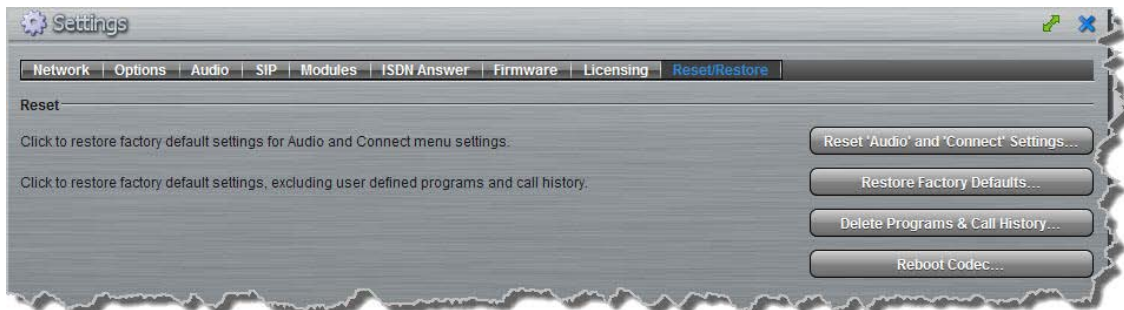 Settings
Network Options Audio SIP Modules ISDN Answer Firmware Licensing Reset/Restore
Reset
Click to restore factory default settings for Audio and Connect menu settings.
Reset 'Audio' and 'Connect' Settings...
Click to restore factory default settings, excluding user defined programs and call history.
Restore Factory Defaults...
Delete Programs & Call History...
Reboot Codec...